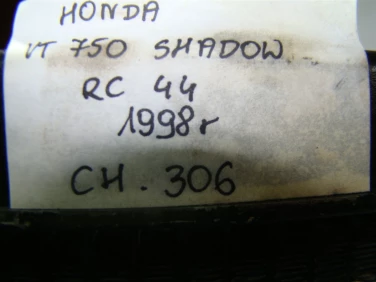 HONDA
VT 750 SHADOW
RC 44
1998r
CH. 306